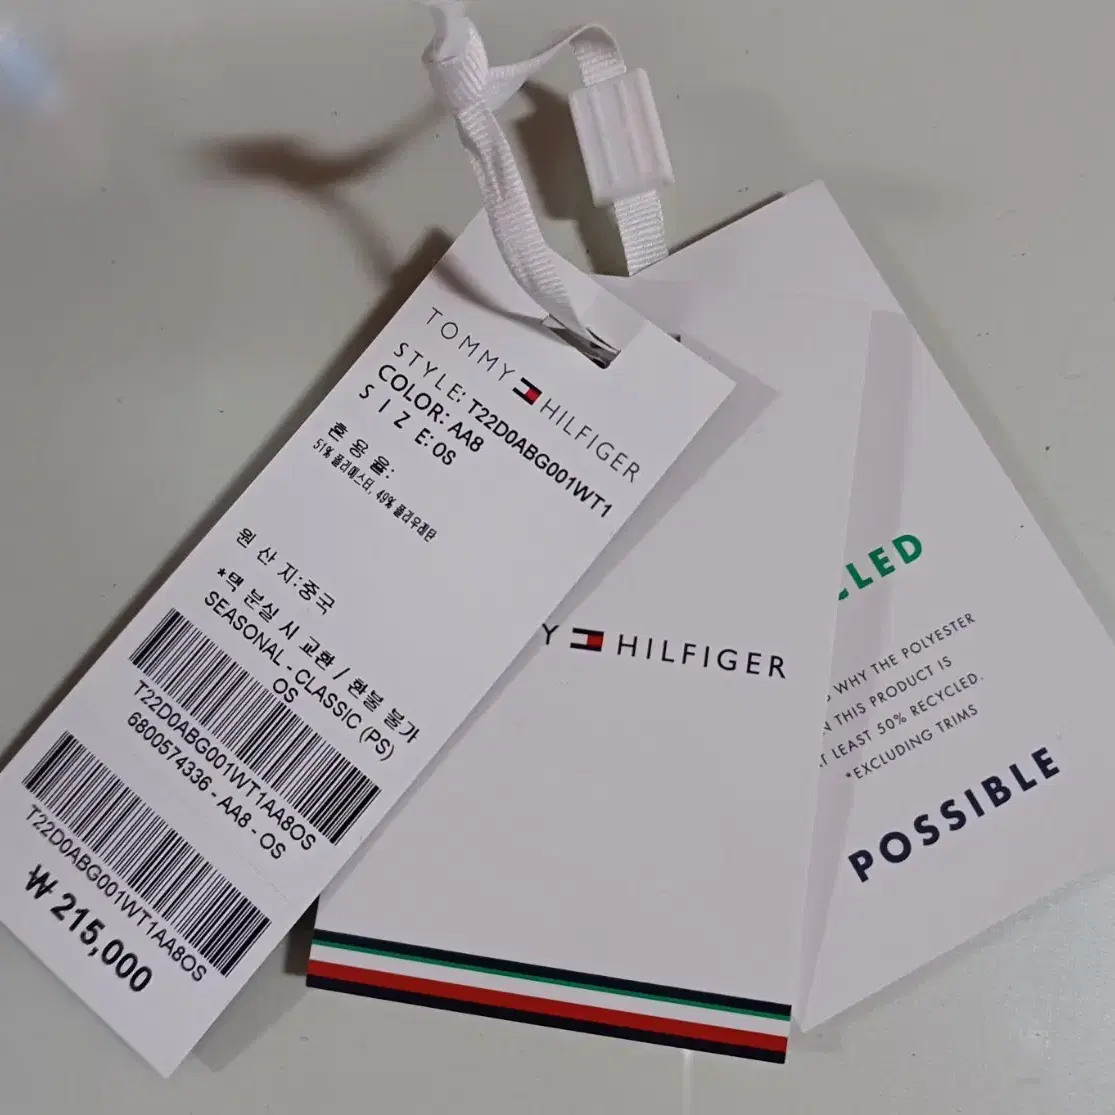 TOMMY HILFIGER
STYLE: T22D0ABG001WT1
COLOR: AA8
S I Z E: OS
혼 용 율:
51% 폴리에스터, 49% 폴리우레탄
원 산 지:중국
*택 분실 시 교환 / 환불 불가
SEASONAL - CLASSIC (PS)
OS
T22D0ABG001WT1AA8OS
6800574336 - AA8 - OS
T22D0ABG001WT1AA8OS
₩ 215,000
Y HILFIGER
CLED
WHY THE POLYESTER
N THIS PRODUCT IS
T LEAST 50% RECYCLED.
*EXCLUDING TRIMS
POSSIBLE